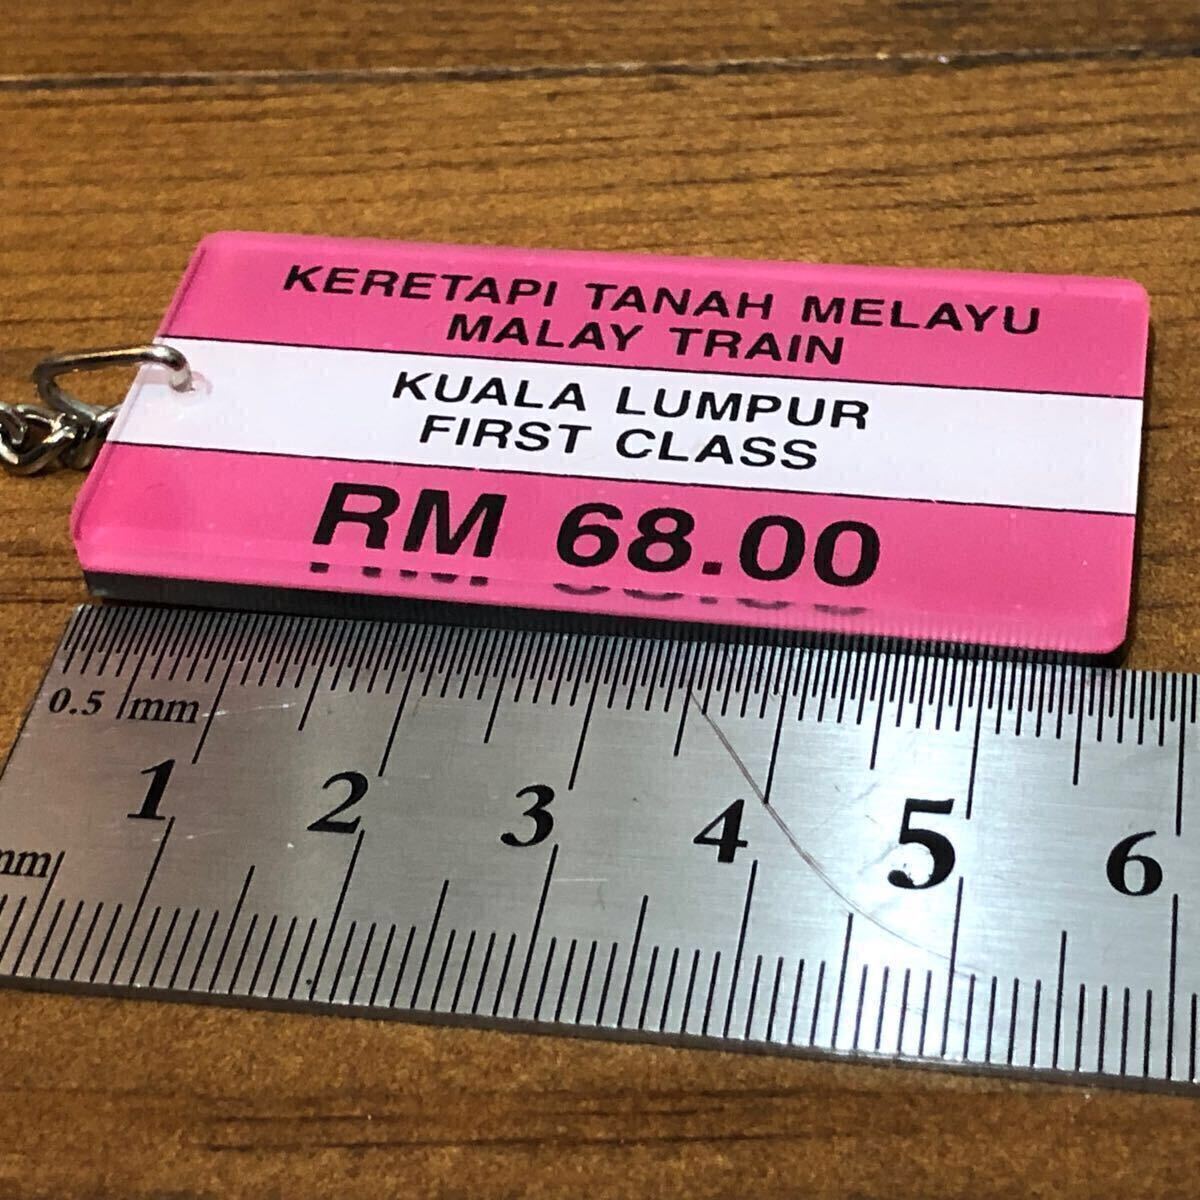 KERETAPI TANAH MELAYU
MALAY TRAIN
KUALA LUMPUR
FIRST CLASS
RM 68.00
0.5 mm
1 2 3 4 5 6
mm